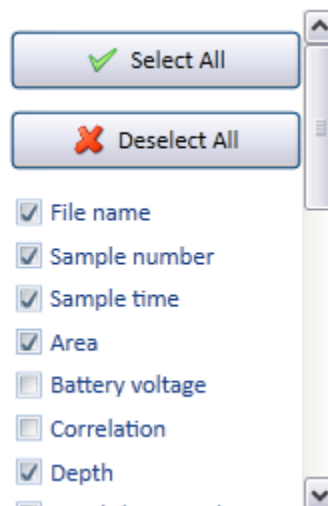 Select All
Deselect All
File name
Sample number
Sample time
Area
Battery voltage
Correlation
Depth